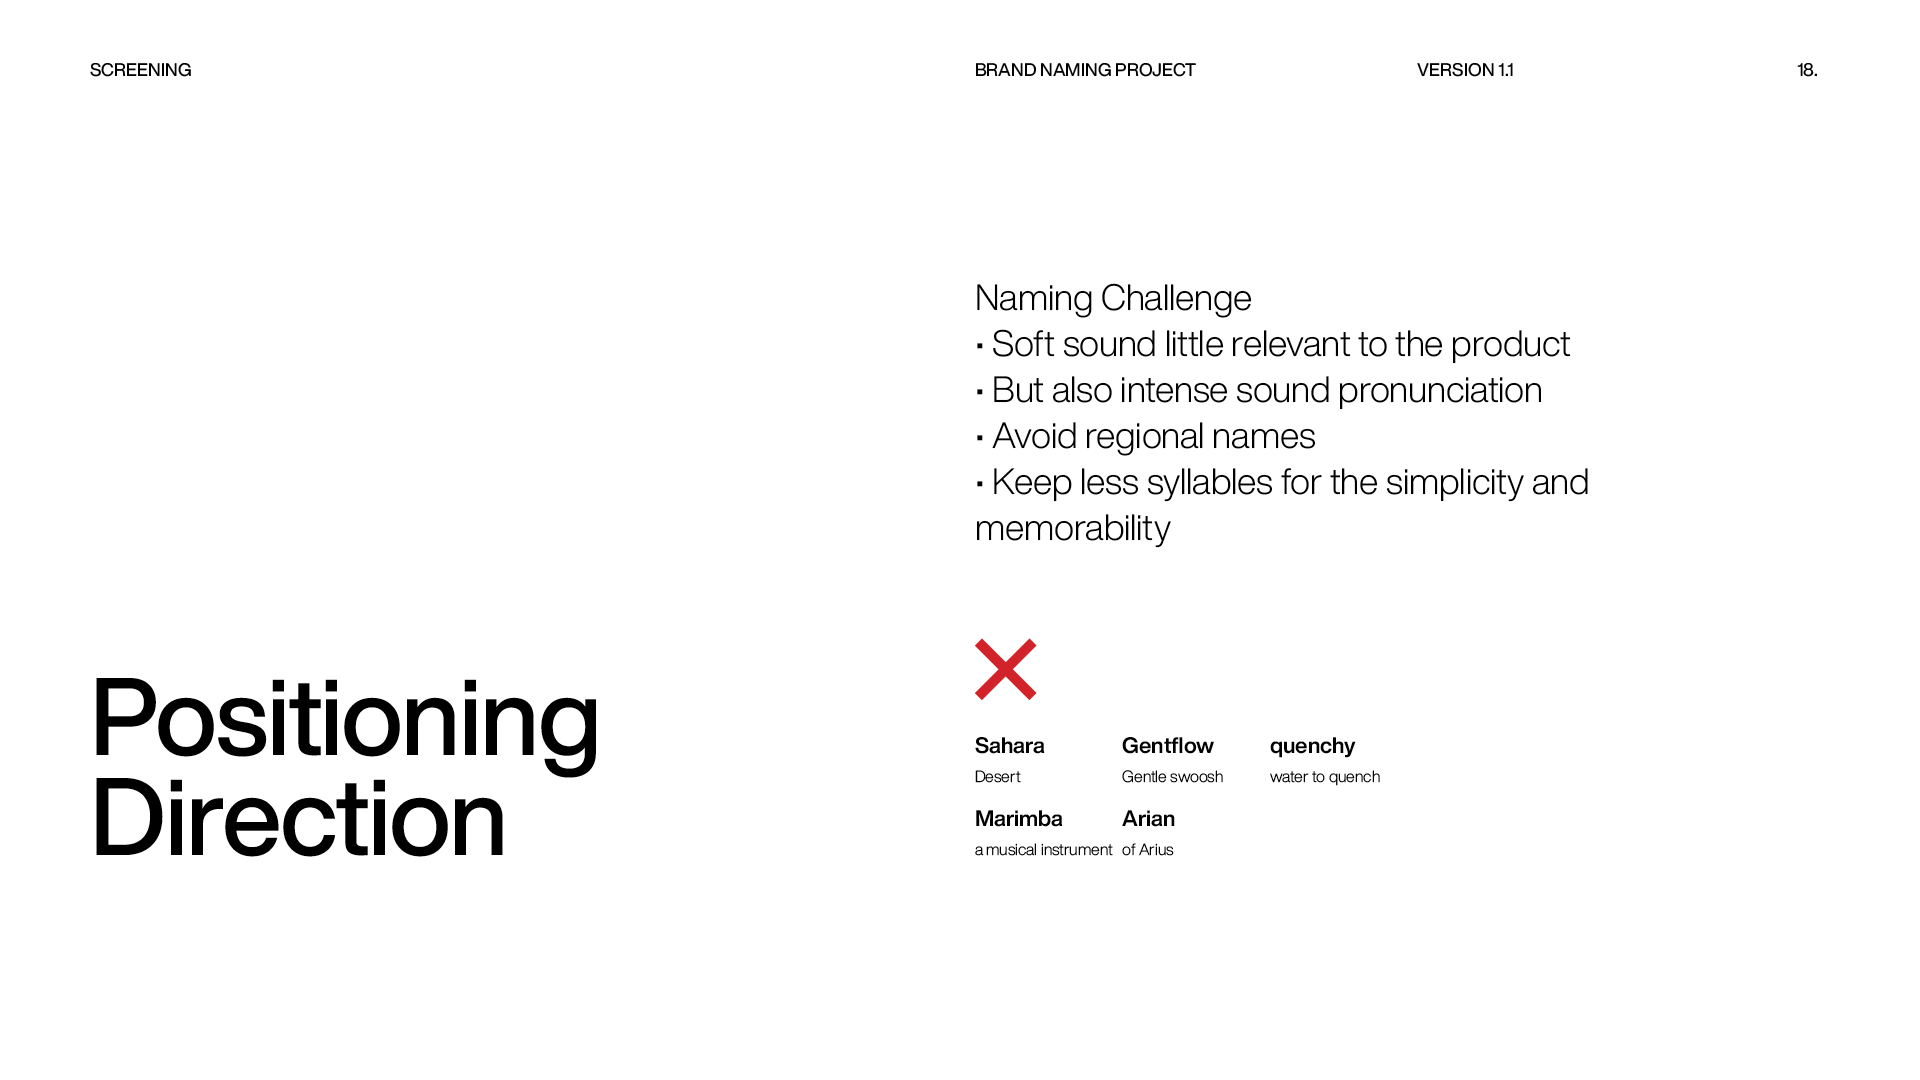 SCREENING
BRAND NAMING PROJECT
VERSION 1.1
18.
Naming Challenge
· Soft sound little relevant to the product
· But also intense sound pronunciation
· Avoid regional names
· Keep less syllables for the simplicity and
memorability
Positioning
Direction
Sahara
Desert
Gentflow
Gentle swoosh
quenchy
water to quench
Marimba
a musical instrument
Arian
of Arius